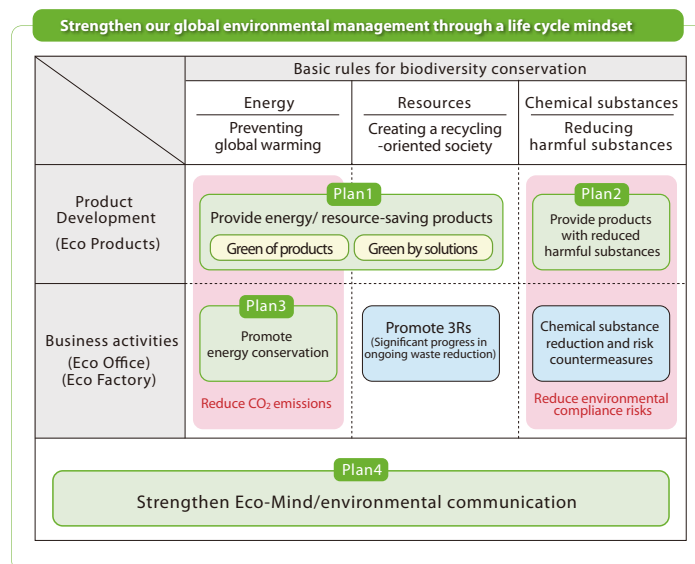 Strengthen our global environmental management through a life cycle mindset
Basic rules for biodiversity conservation
Energy
Preventing
global warming
Resources
Creating a recycling
-oriented society
Chemical substances
Reducing
harmful substances
Product
Development
(Eco Products)
Plan1
Provide energy/ resource-saving products
Green of products
Green by solutions
Plan2
Provide products
with reduced
harmful substances
Business activities
(Eco Office)
(Eco Factory)
Plan3
Promote
energy conservation
Reduce CO₂ emissions
Promote 3Rs
(Significant progress in
ongoing waste reduction)
Chemical substance
reduction and risk
countermeasures
Reduce environmental
compliance risks
Plan4
Strengthen Eco-Mind/environmental communication